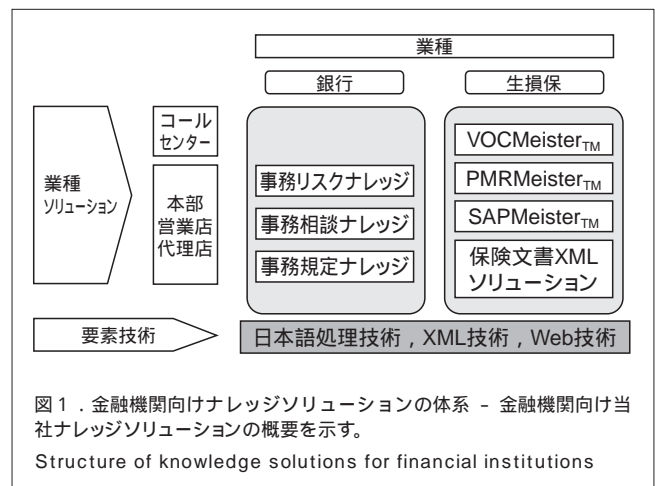 業種
銀行
生損保
業種
ソリューション
コール
センター
本部
営業店
代理店
事務リスクナレッジ
事務相談ナレッジ
事務規定ナレッジ
VOCMeisterTM
PMRMeisterTM
SAPMeisterTM
保険文書XML
ソリューション
要素技術
日本語処理技術，XML技術，Web技術
図1．金融機関向けナレッジソリューションの体系 － 金融機関向け当
社ナレッジソリューションの概要を示す。
Structure of knowledge solutions for financial institutions